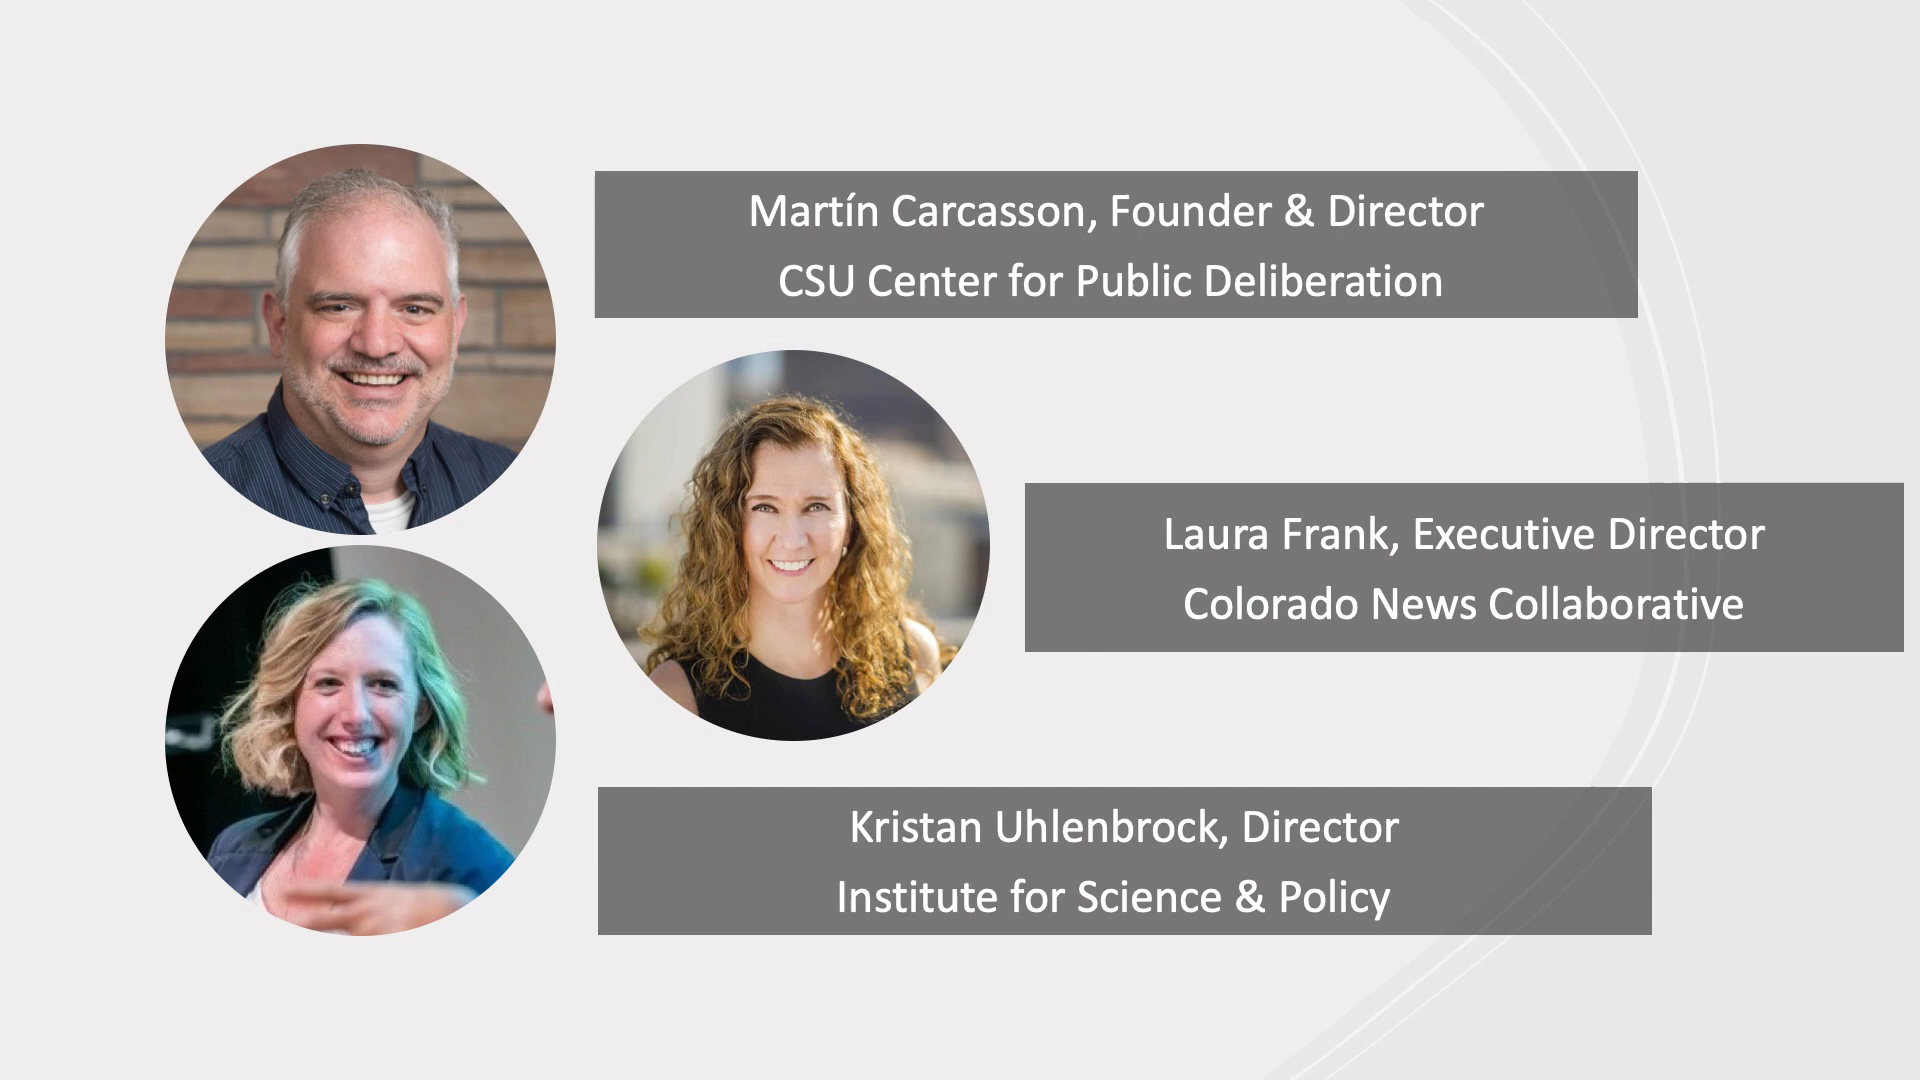 Martín Carcasson, Founder & Director
CSU Center for Public Deliberation
Laura Frank, Executive Director
Colorado News Collaborative
Kristan Uhlenbrock, Director
Institute for Science & Policy